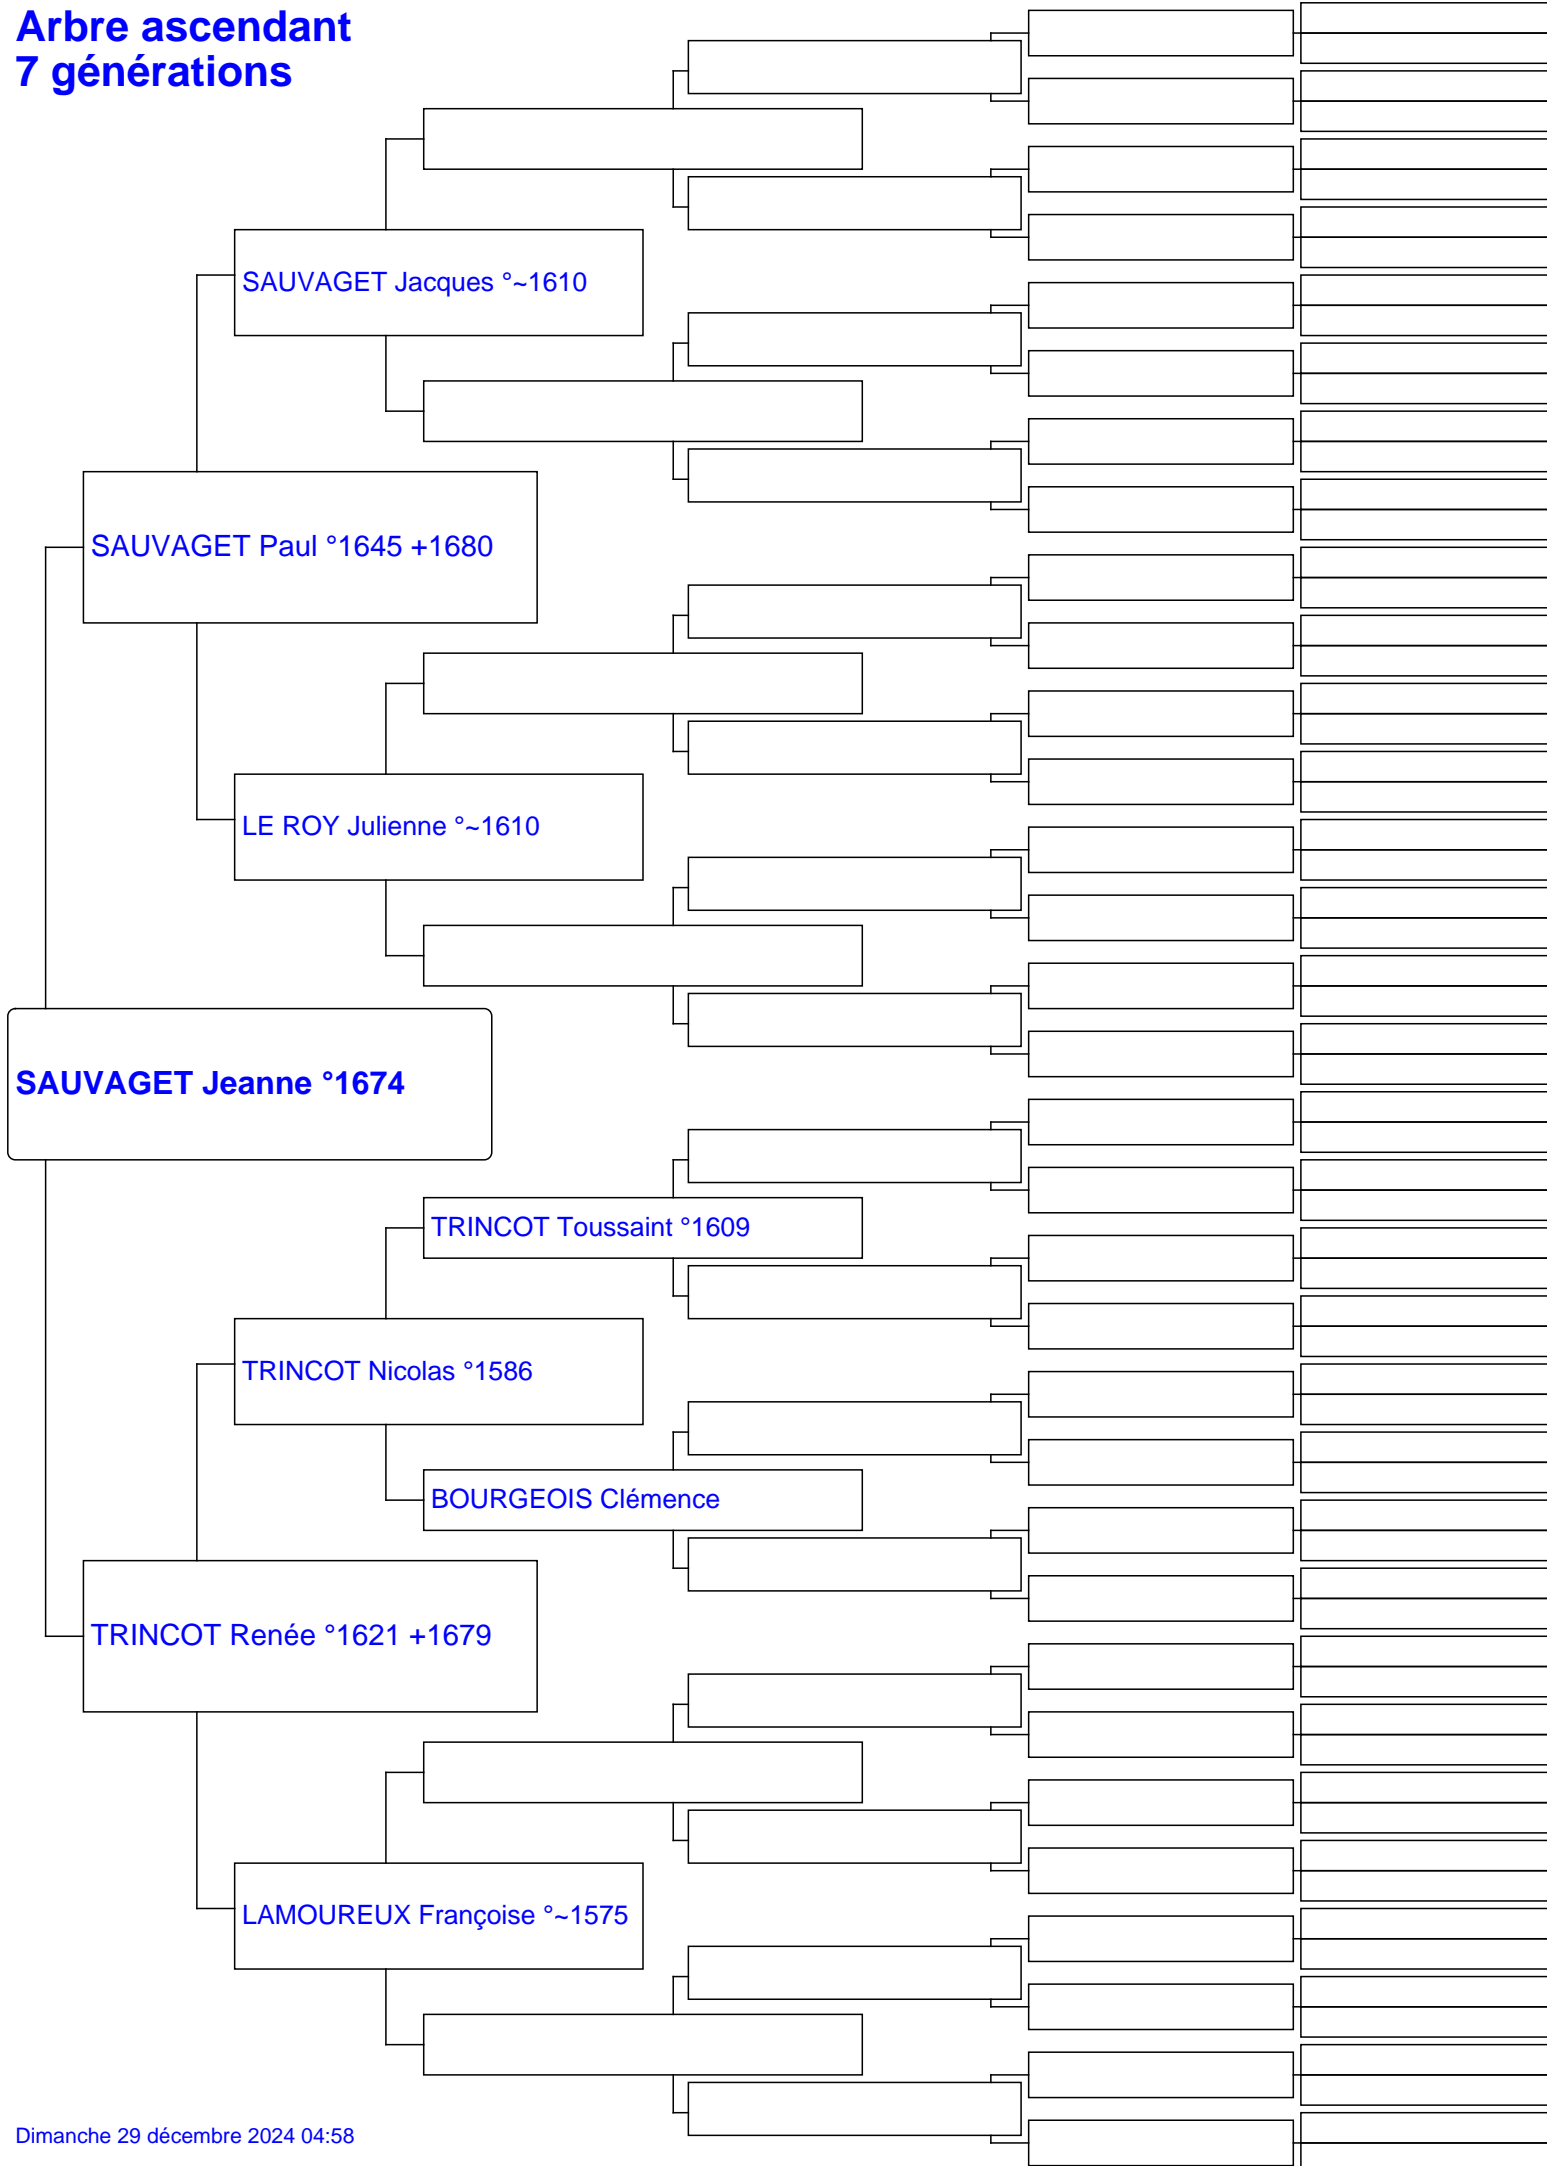 Arbre ascendant
7 générations
SAUVAGET Jacques °~1610
SAUVAGET Paul °1645 +1680
LE ROY Julienne °~1610
SAUVAGET Jeanne °1674
TRINCOT Toussaint °1609
TRINCOT Nicolas °1586
BOURGEOIS Clémence
TRINCOT Renée °1621 +1679
LAMOUREUX Françoise °~1575
Dimanche 29 décembre 2024 04:58